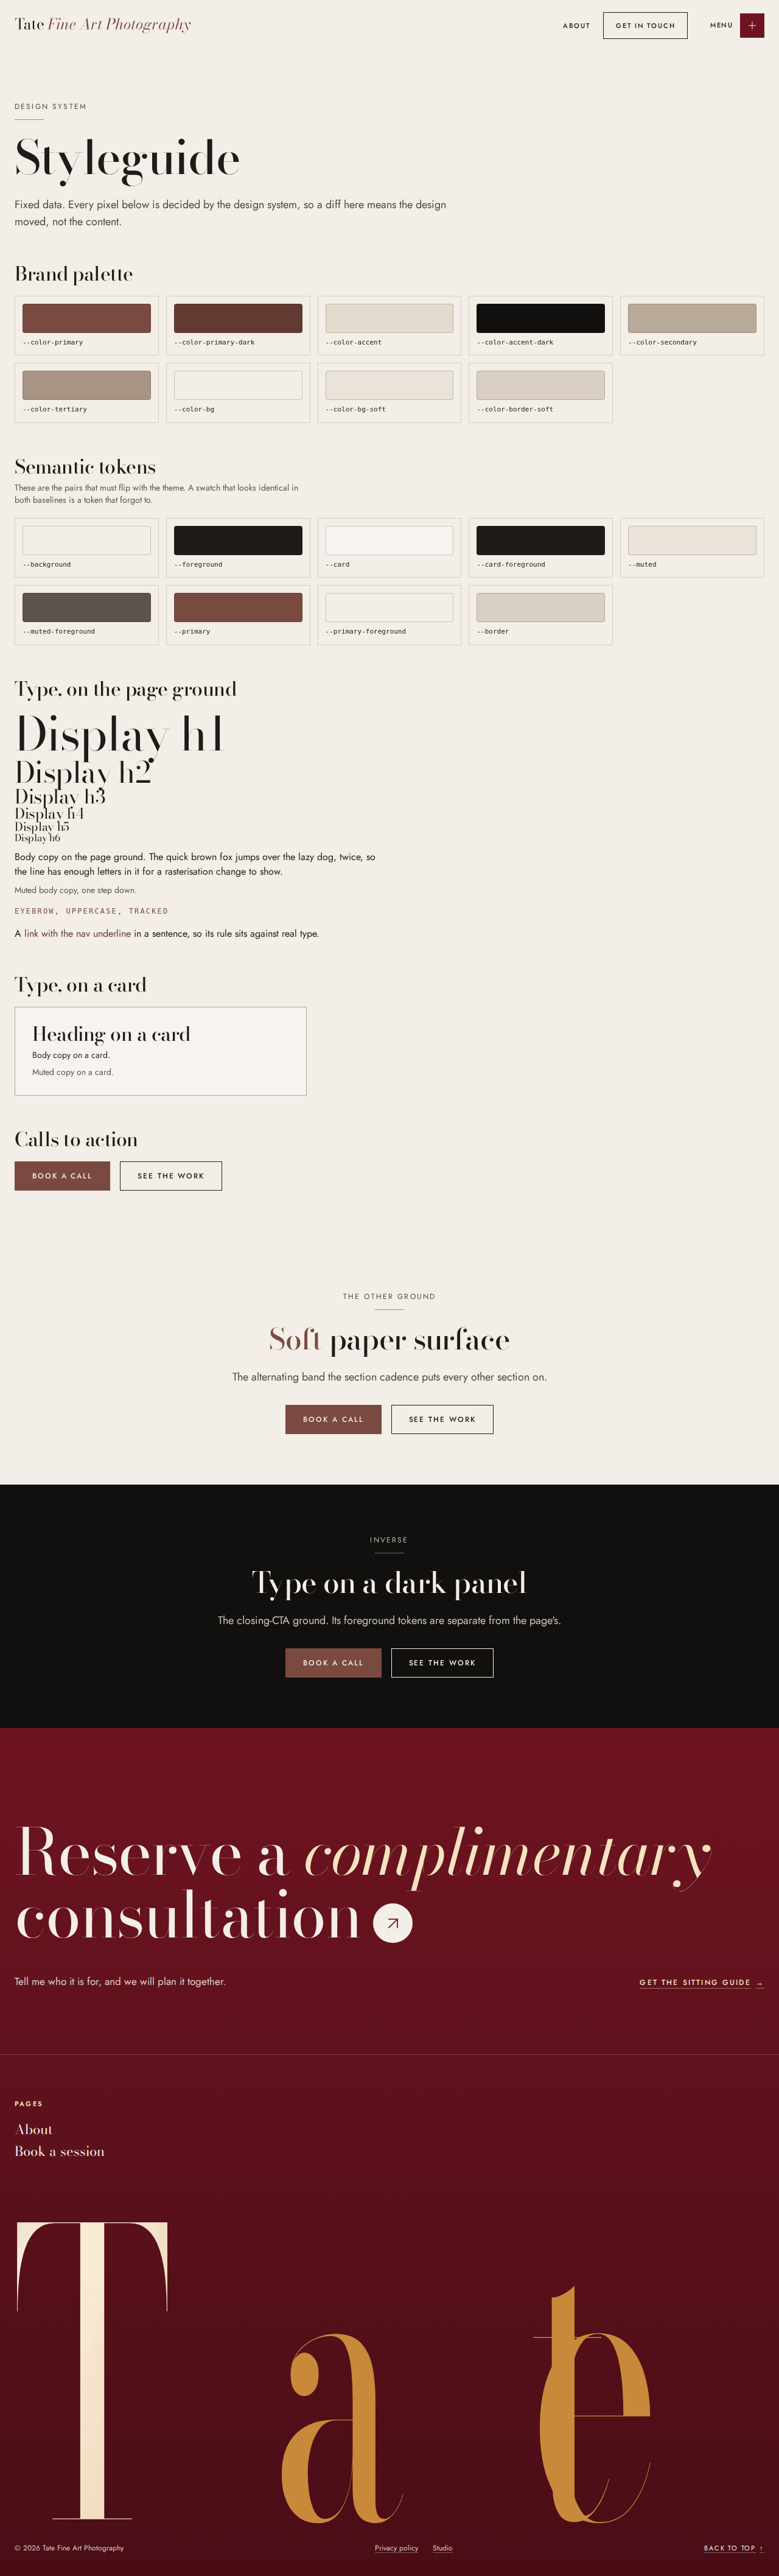 Tate Fine Art Photography
ABOUT
GET IN TOUCH
MENU
DESIGN SYSTEM
Styleguide
Fixed data. Every pixel below is decided by the design system, so a diff here means the design
moved, not the content.
Brand palette
--color-primary
--color-primary-dark
--color-accent
--color-accent-dark
--color-secondary
--color-tertiary
--color-bg
--color-bg-soft
--color-border-soft
Semantic tokens
These are the pairs that must flip with the theme. A swatch that looks identical in
both baselines is a token that forgot to.
--background
--foreground
--card
--card-foreground
--muted
--muted-foreground
--primary
--primary-foreground
--border
Type, on the page ground
Display h1
Display h2
Display h3
Display h4
Display h5
Display h6
Body copy on the page ground. The quick brown fox jumps over the lazy dog, twice, so
the line has enough letters in it for a rasterisation change to show.
Muted body copy, one step down.
EYEBROW, UPPERCASE, TRACKED
A link with the nav underline in a sentence, so its rule sits against real type.
Type, on a card
Heading on a card
Body copy on a card.
Muted copy on a card.
Calls to action
BOOK A CALL
SEE THE WORK
THE OTHER GROUND
Soft paper surface
The alternating band the section cadence puts every other section on.
BOOK A CALL
SEE THE WORK
INVERSE
Type on a dark panel
The closing-CTA ground. Its foreground tokens are separate from the page's.
BOOK A CALL
SEE THE WORK
Reserve a complimentary
consultation
Tell me who it is for, and we will plan it together.
GET THE SITTING GUIDE →
PAGES
About
Book a session
Tate
© 2026 Tate Fine Art Photography
Privacy policy
Studio
BACK TO TOP ↑